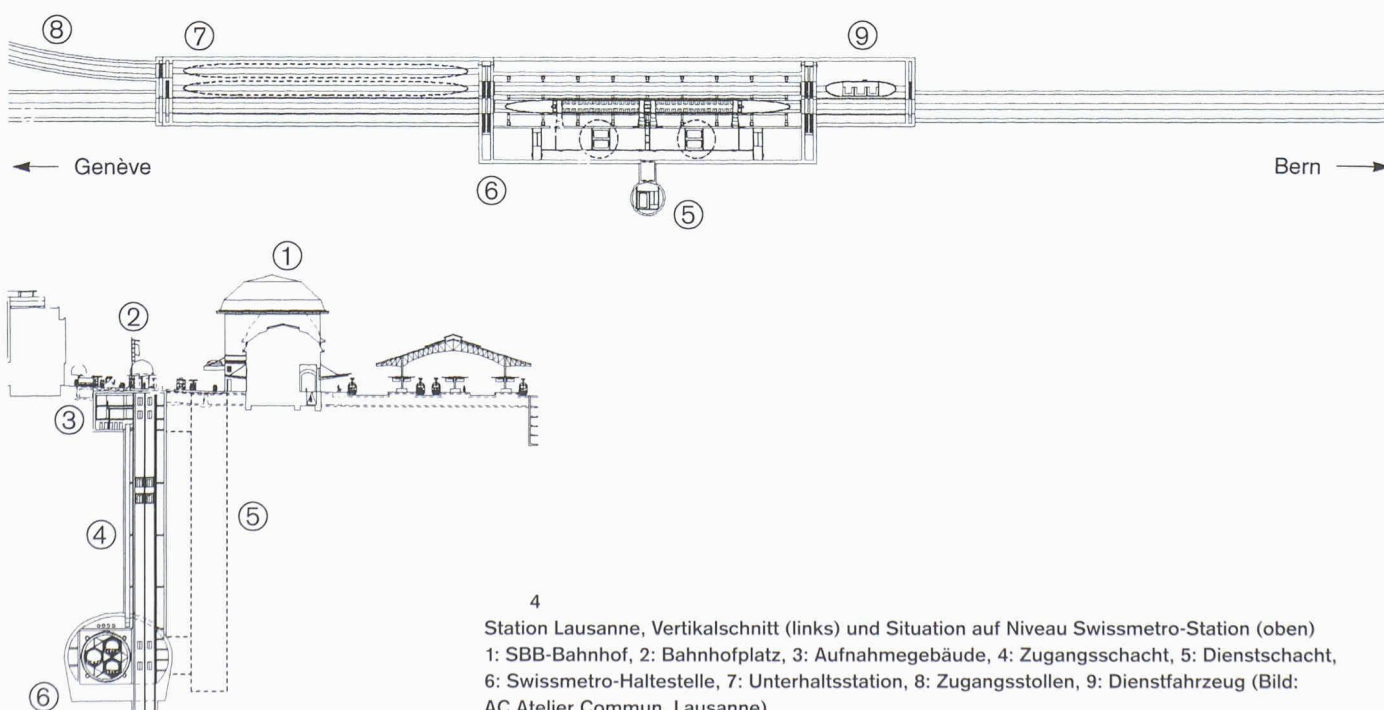 8
7
9
← Genève
Bern →
6
5
1
2
3
4
5
6
4
Station Lausanne, Vertikalschnitt (links) und Situation auf Niveau Swissmetro-Station (oben)
1: SBB-Bahnhof, 2: Bahnhofplatz, 3: Aufnahmegebäude, 4: Zugangsschacht, 5: Dienstschacht,
6: Swissmetro-Haltestelle, 7: Unterhaltsstation, 8: Zugangsstollen, 9: Dienstfahrzeug (Bild:
AC Atelier Commun, Lausanne)